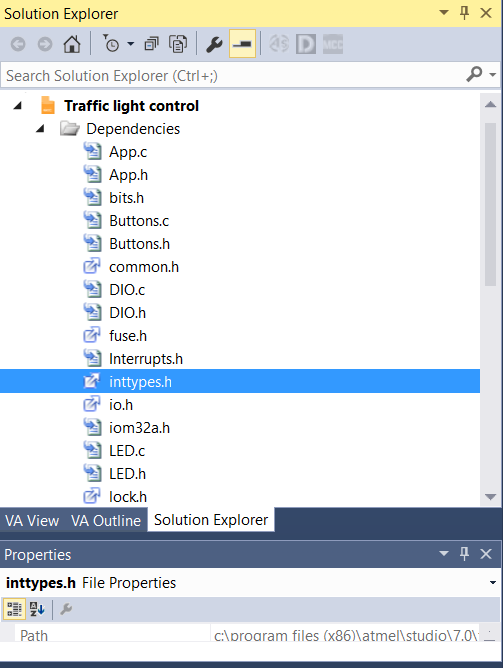 Solution Explorer
Search Solution Explorer (Ctrl+;)
Traffic light control
Dependencies
App.c
App.h
bits.h
Buttons.c
Buttons.h
common.h
DIO.c
DIO.h
fuse.h
Interrupts.h
inttypes.h
io.h
iom32a.h
LED.c
LED.h
lock.h
VA View VA Outline Solution Explorer
Properties
inttypes.h File Properties
Path c:\program files (x86)\atmel\studio\7.0\